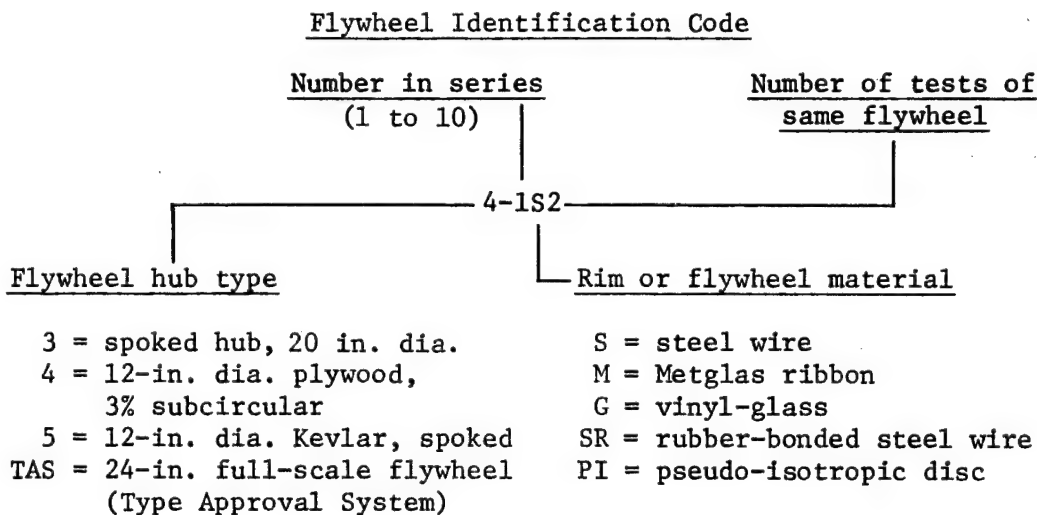 Flywheel Identification Code
Number in series
(1 to 10)
Number of tests of
same flywheel
4-1S2
Flywheel hub type
3 = spoked hub, 20 in. dia.
4 = 12-in. dia. plywood,
3% subcircular
5 = 12-in. dia. Kevlar, spoked
TAS = 24-in. full-scale flywheel
(Type Approval System)
Rim or flywheel material
S = steel wire
M = Metglas ribbon
G = vinyl-glass
SR = rubber-bonded steel wire
PI = pseudo-isotropic disc